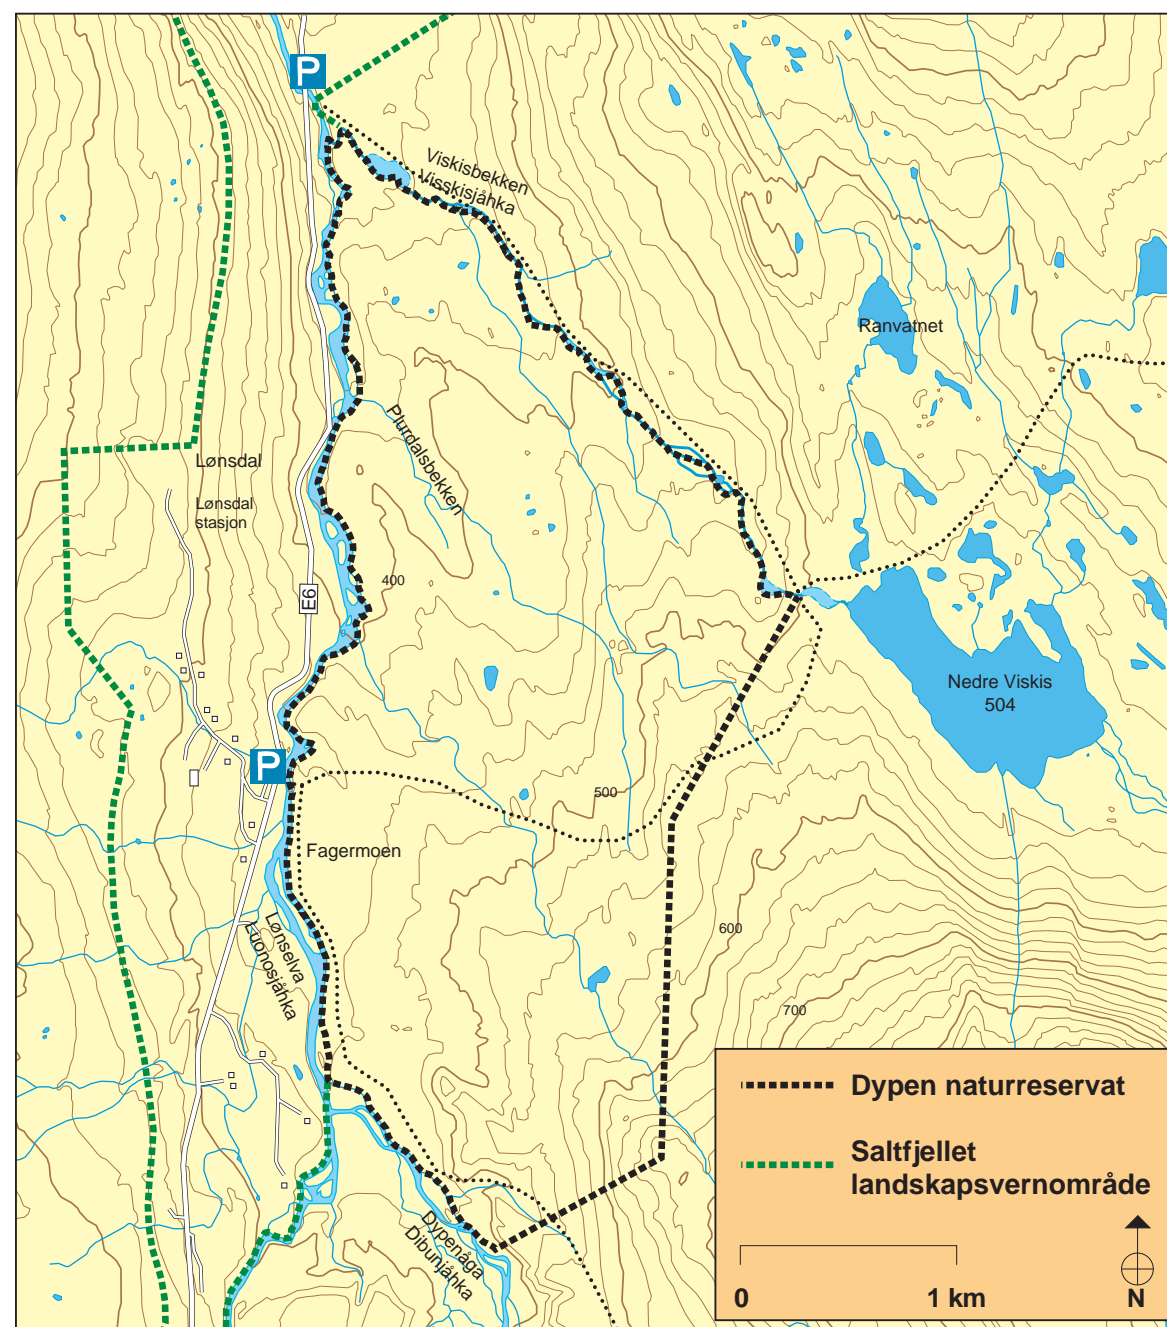 P
Viskisbekken
Visskisjåhka
Ranvatnet
Plurdalsbekken
Lønsdal
Lønsdal
stasjon
400
E6
Nedre Viskis
504
P
500
Fagermoen
600
Lønselva
Luonosjåhka
700
Dypen naturreservat
Saltfjellet
landskapsvernområde
Dypenåga
Dibunjåhka
0
1 km
N